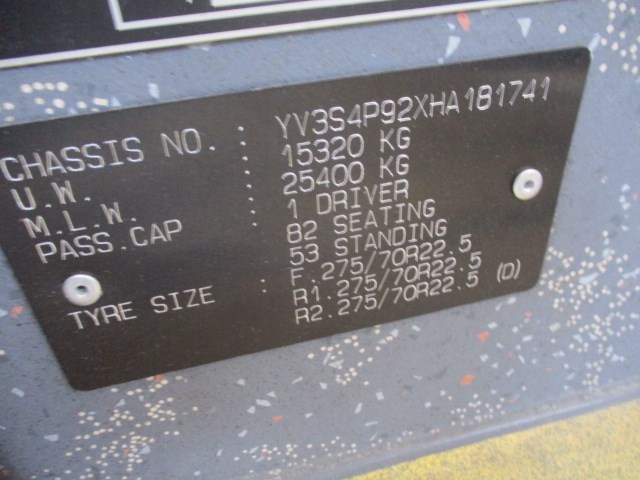 CHASSIS NO. : YV3S4P92XHA181741
U.W. : 15320 KG
M.L.W. : 25400 KG
PASS.CAP : 1 DRIVER
82 SEATING
53 STANDING
TYRE SIZE : F.275/70R22.5
R1.275/70R22.5
R2.275/70R22.5 (D)